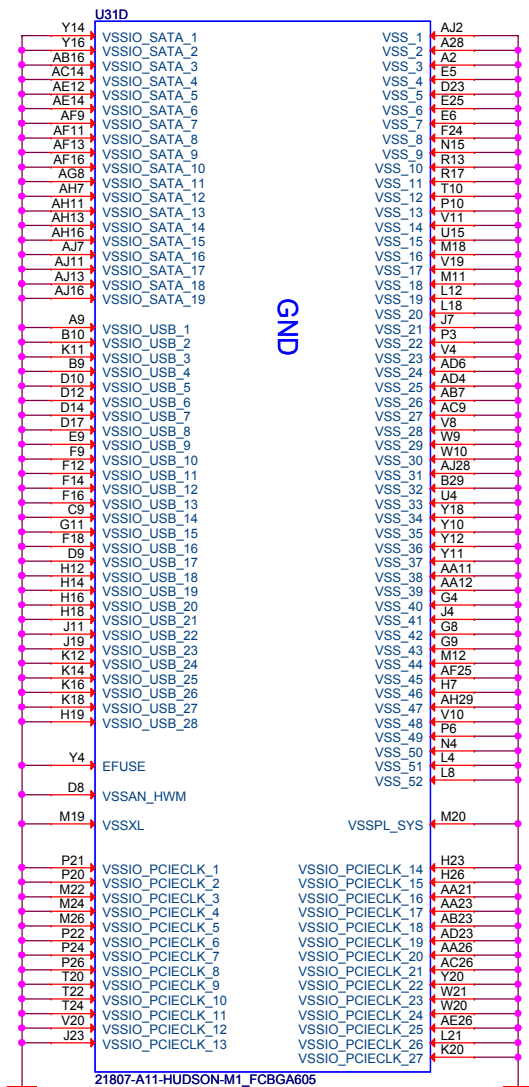 U31D
Y14 VSSIO_SATA_1 VSS_1 AJ2
Y16 VSSIO_SATA_2 VSS_2 A28
AB16 VSSIO_SATA_3 VSS_3 A2
AC14 VSSIO_SATA_4 VSS_4 E5
AE12 VSSIO_SATA_5 VSS_5 D23
AE14 VSSIO_SATA_6 VSS_6 E25
AF9 VSSIO_SATA_7 VSS_7 E6
AF11 VSSIO_SATA_8 VSS_8 F24
AF13 VSSIO_SATA_9 VSS_9 N15
AF16 VSSIO_SATA_10 VSS_10 R13
AG8 VSSIO_SATA_11 VSS_11 R17
AH7 VSSIO_SATA_12 VSS_12 T10
AH11 VSSIO_SATA_13 VSS_13 P10
AH13 VSSIO_SATA_14 VSS_14 V11
AH16 VSSIO_SATA_15 VSS_15 U15
AJ7 VSSIO_SATA_16 VSS_16 M18
AJ11 VSSIO_SATA_17 VSS_17 V19
AJ13 VSSIO_SATA_18 VSS_18 M11
AJ16 VSSIO_SATA_19 VSS_19 L12
VSS_20 L18
GND
A9 VSSIO_USB_1 VSS_21 J7
B10 VSSIO_USB_2 VSS_22 P3
K11 VSSIO_USB_3 VSS_23 V4
B9 VSSIO_USB_4 VSS_24 AD6
D10 VSSIO_USB_5 VSS_25 AD4
D12 VSSIO_USB_6 VSS_26 AB7
D14 VSSIO_USB_7 VSS_27 AC9
D17 VSSIO_USB_8 VSS_28 V8
E9 VSSIO_USB_9 VSS_29 W9
F9 VSSIO_USB_10 VSS_30 W10
F12 VSSIO_USB_11 VSS_31 AJ28
F14 VSSIO_USB_12 VSS_32 B29
F16 VSSIO_USB_13 VSS_33 U4
C9 VSSIO_USB_14 VSS_34 Y18
G11 VSSIO_USB_15 VSS_35 Y10
F18 VSSIO_USB_16 VSS_36 Y12
D9 VSSIO_USB_17 VSS_37 Y11
H12 VSSIO_USB_18 VSS_38 AA11
H14 VSSIO_USB_19 VSS_39 AA12
H16 VSSIO_USB_20 VSS_40 G4
H18 VSSIO_USB_21 VSS_41 J4
J11 VSSIO_USB_22 VSS_42 G8
J19 VSSIO_USB_23 VSS_43 G9
K12 VSSIO_USB_24 VSS_44 M12
K14 VSSIO_USB_25 VSS_45 AF25
K16 VSSIO_USB_26 VSS_46 H7
K18 VSSIO_USB_27 VSS_47 AH29
H19 VSSIO_USB_28 VSS_48 V10
VSS_49 P6
VSS_50 N4
Y4 EFUSE VSS_51 L4
VSS_52 L8
D8 VSSAN_HWM
M19 VSSXL VSSPL_SYS M20
P21 VSSIO_PCIECLK_1 VSSIO_PCIECLK_14 H23
P20 VSSIO_PCIECLK_2 VSSIO_PCIECLK_15 H26
M22 VSSIO_PCIECLK_3 VSSIO_PCIECLK_16 AA21
M24 VSSIO_PCIECLK_4 VSSIO_PCIECLK_17 AA23
M26 VSSIO_PCIECLK_5 VSSIO_PCIECLK_18 AB23
P22 VSSIO_PCIECLK_6 VSSIO_PCIECLK_19 AD23
P24 VSSIO_PCIECLK_7 VSSIO_PCIECLK_20 AA26
P26 VSSIO_PCIECLK_8 VSSIO_PCIECLK_21 AC26
T20 VSSIO_PCIECLK_9 VSSIO_PCIECLK_22 Y20
T22 VSSIO_PCIECLK_10 VSSIO_PCIECLK_23 W21
T24 VSSIO_PCIECLK_11 VSSIO_PCIECLK_24 W20
V20 VSSIO_PCIECLK_12 VSSIO_PCIECLK_25 AE26
J23 VSSIO_PCIECLK_13 VSSIO_PCIECLK_26 L21
VSSIO_PCIECLK_27 K20
21807-A11-HUDSON-M1_FCBGA605